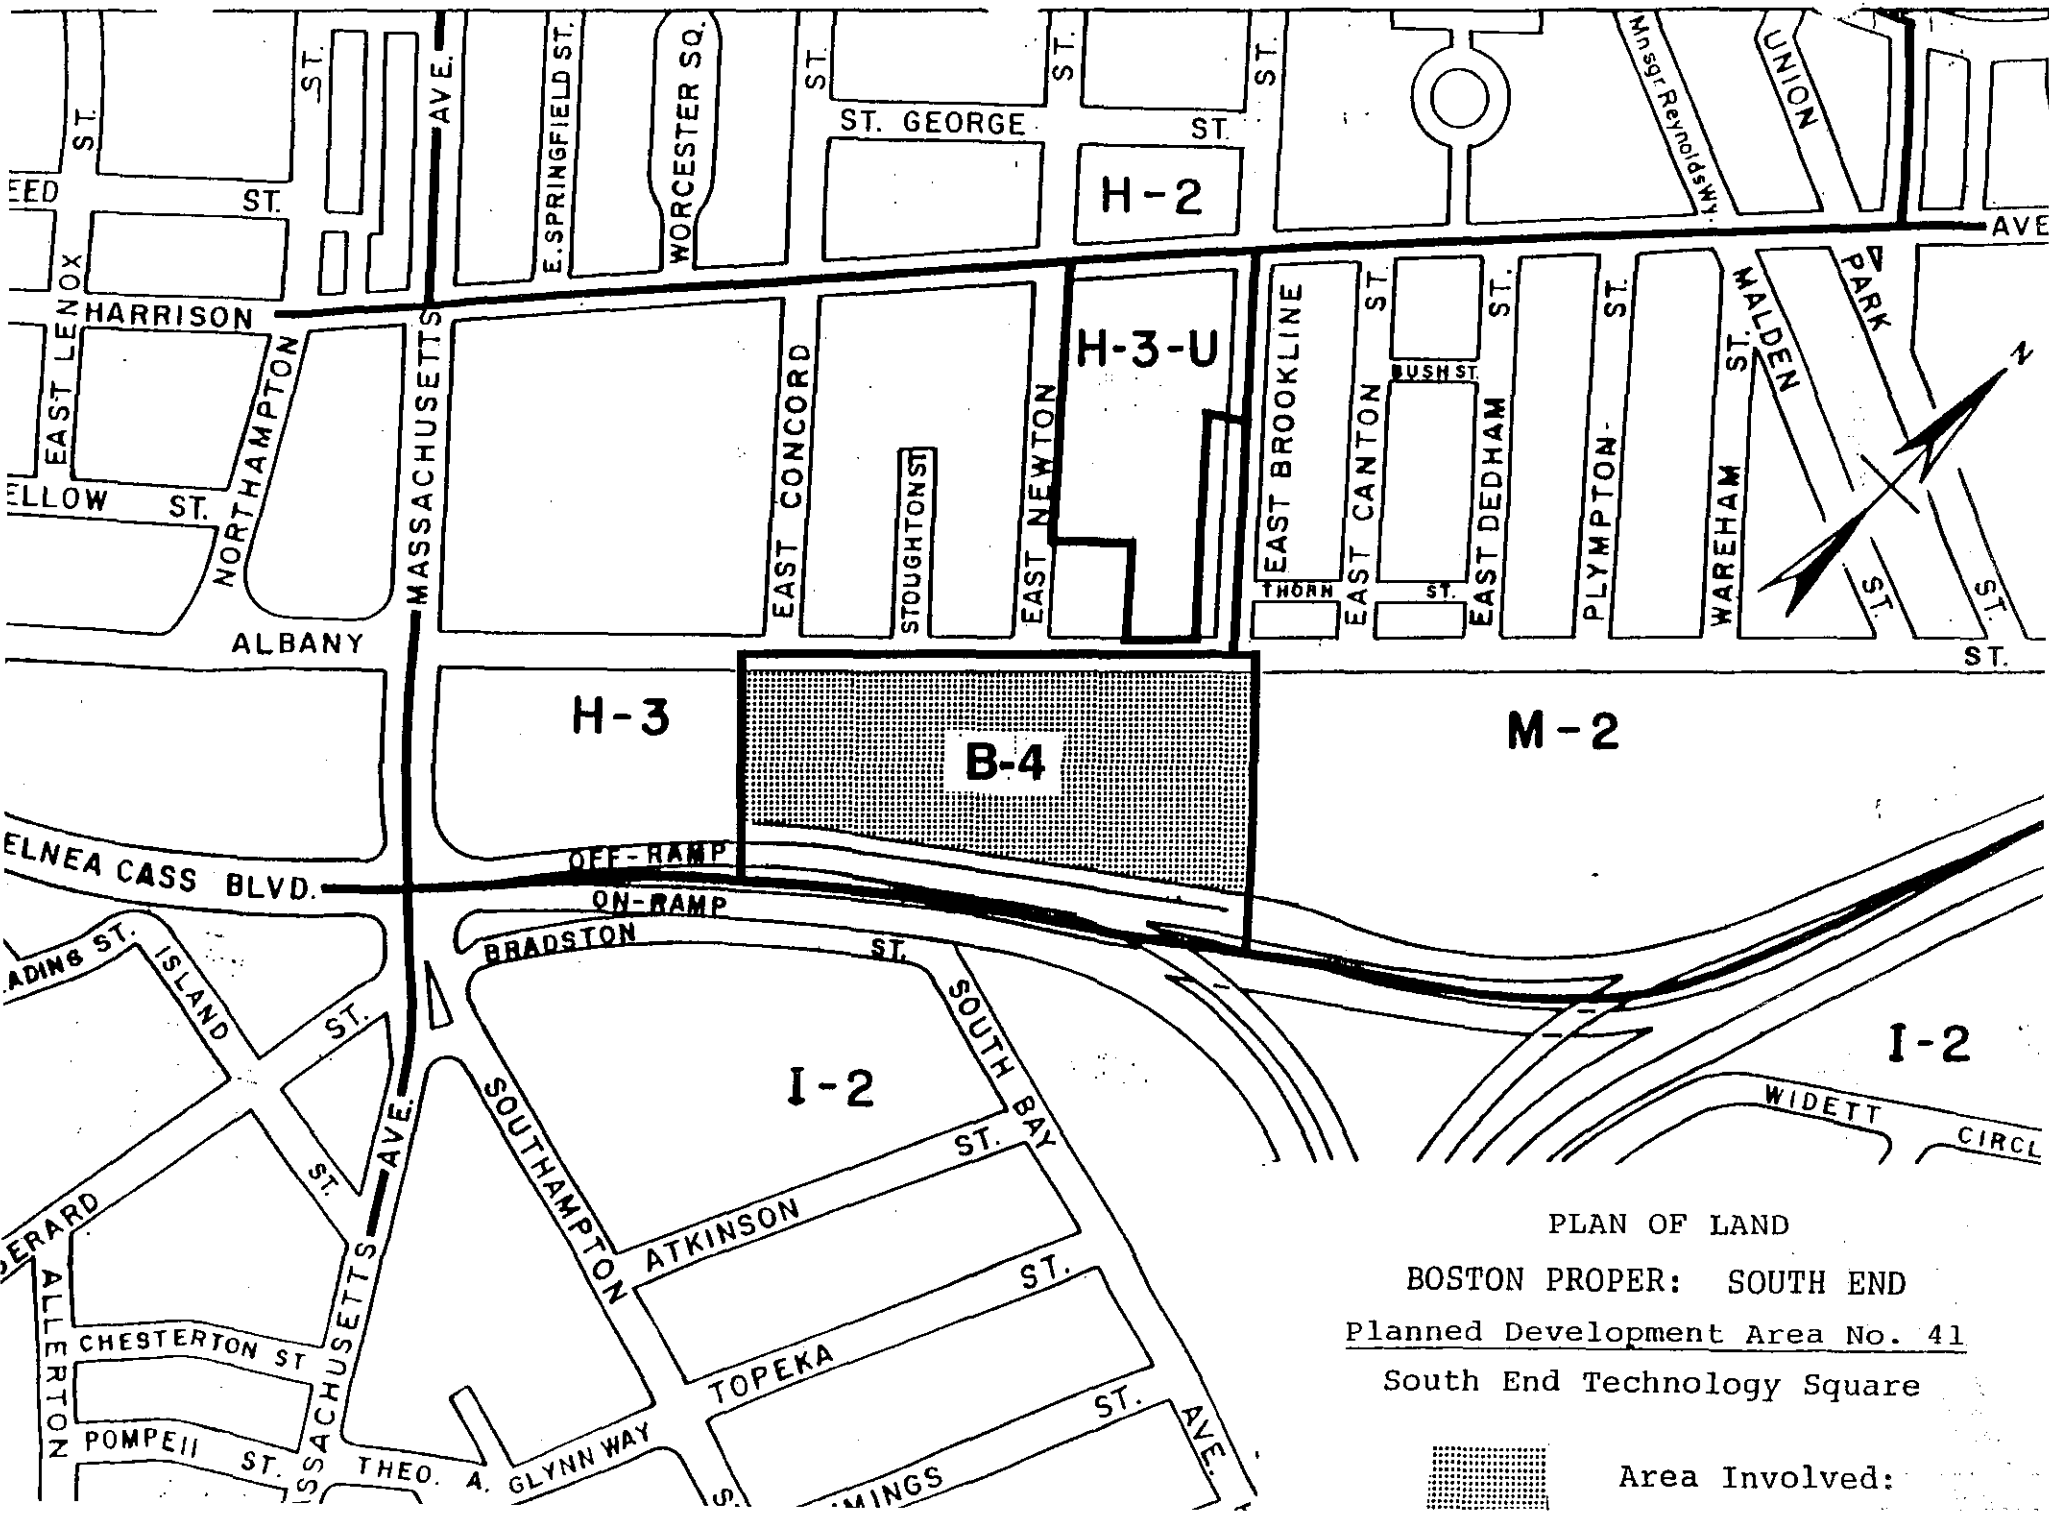 ST.
ST.
AVE.
E. SPRINGFIELD ST.
WORCESTER SQ.
ST.
ST.
ST.
Mnsgr. Reynolds Wy.
UNION
ST. GEORGE ST.
EED ST.
H-2
AVE
EAST LENOX
HARRISON
NORTHAMPTON
MASSACHUSETTS
EAST CONCORD
STOUGHTON ST
EAST NEWTON
H-3-U
EAST BROOKLINE
EAST CANTON ST.
BUSH ST.
EAST DEDHAM ST.
PLYMPTON ST.
WAREHAM ST.
MALDEN ST.
PARK ST.
N
ELLOW ST.
THORN ST.
ALBANY ST.
H-3
B-4
M-2
ELNEA CASS BLVD.
OFF-RAMP
ON-RAMP
BRADSTON ST.
ADING ST.
ISLAND ST.
ST.
SOUTH BAY AVE.
I-2
I-2
WIDETT CIRCL
AVE.
SOUTHAMPTON
S
ATKINSON ST.
ERARD
ALLERTON
CHESTERTON ST
SSACHUSETTS
TOPEKA ST.
POMPEII ST.
THEO. A. GLYNN WAY
MINGS ST.
PLAN OF LAND
BOSTON PROPER: SOUTH END
Planned Development Area No. 41
South End Technology Square
Area Involved: